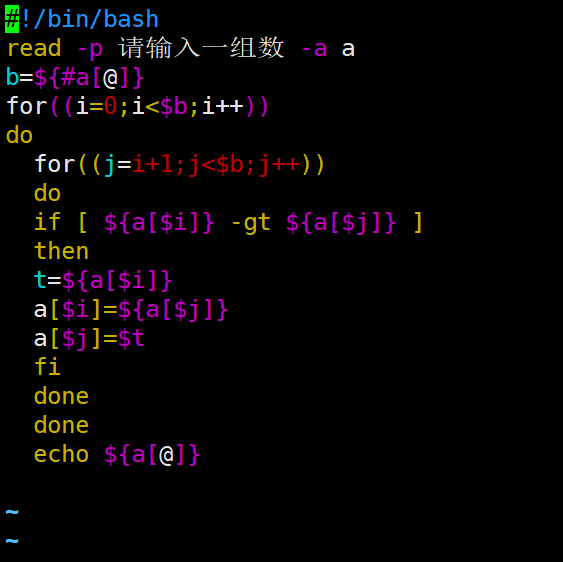 #!/bin/bash
read -p 请输入一组数 -a a
b=${#a[@]}
for((i=0;i<$b;i++))
do
  for((j=i+1;j<$b;j++))
  do
  if [ ${a[$i]} -gt ${a[$j]} ]
  then
  t=${a[$i]}
  a[$i]=${a[$j]}
  a[$j]=$t
  fi
  done
  done
  echo ${a[@]}
~
~